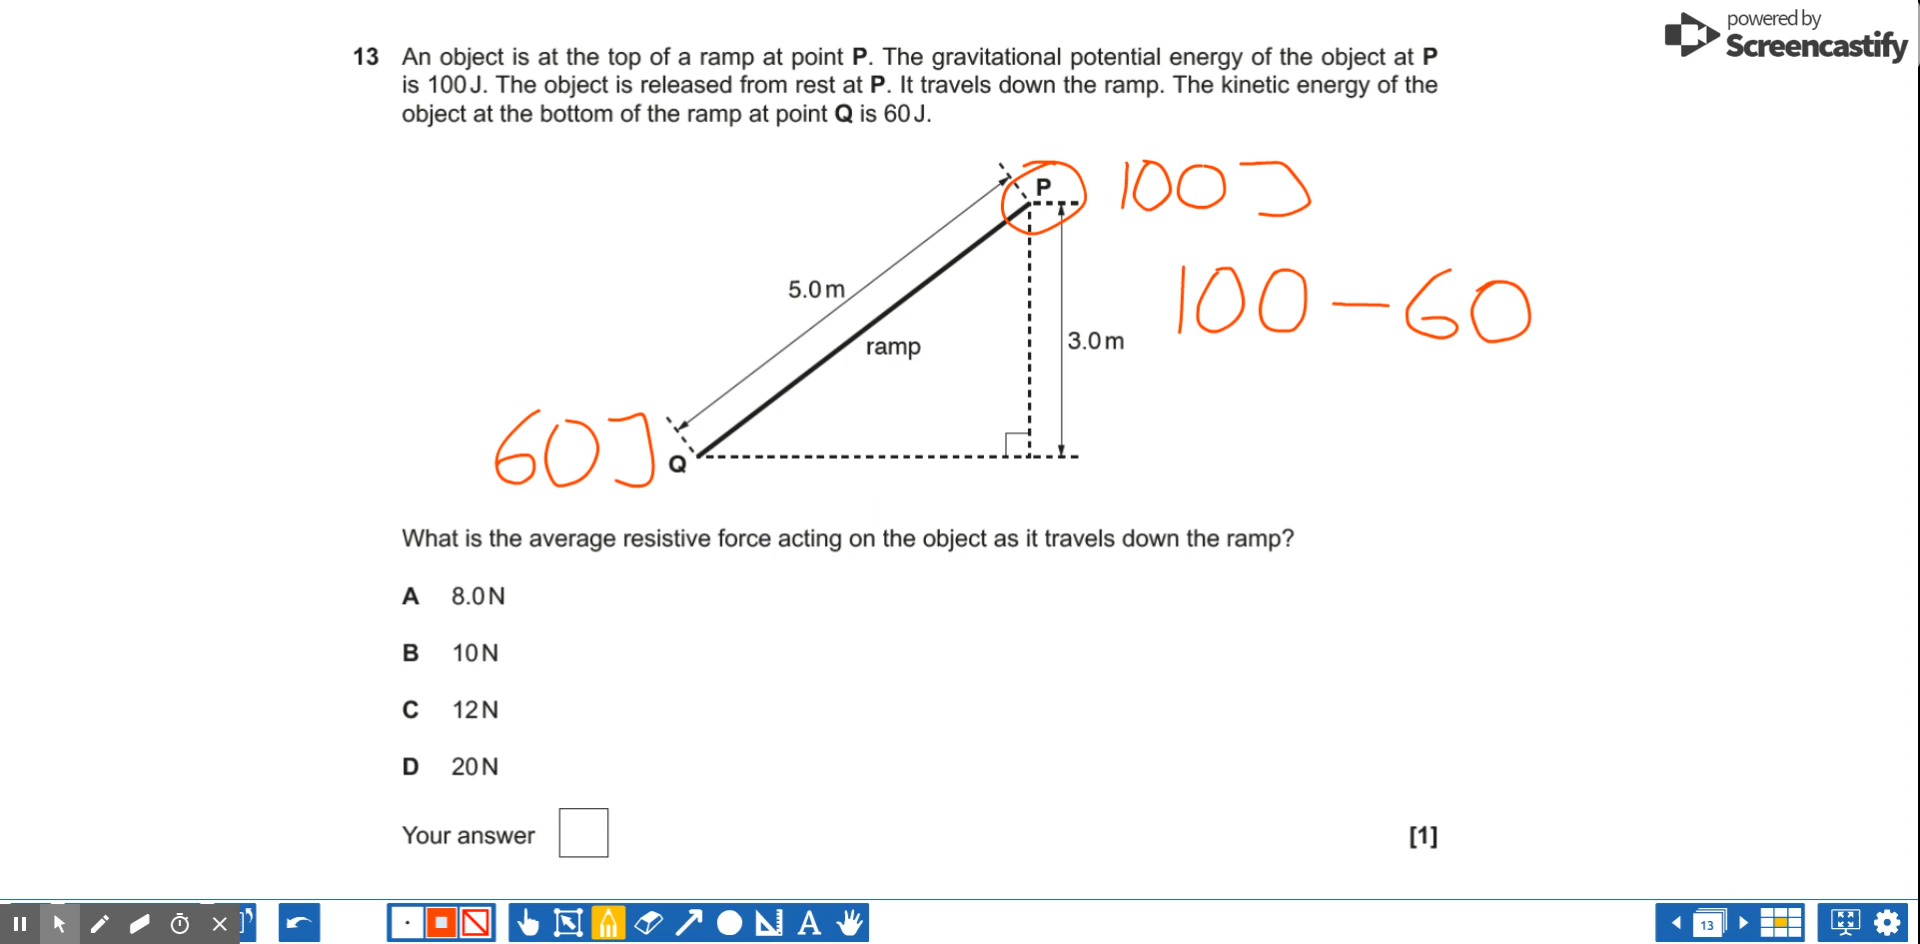 powered by
Screencastify
13 An object is at the top of a ramp at point P. The gravitational potential energy of the object at P
is 100 J. The object is released from rest at P. It travels down the ramp. The kinetic energy of the
object at the bottom of the ramp at point Q is 60 J.
P 100J
5.0 m
100 - 60
3.0 m
ramp
60J Q
What is the average resistive force acting on the object as it travels down the ramp?
A 8.0 N
B 10 N
C 12 N
D 20 N
Your answer
[1]
A
13